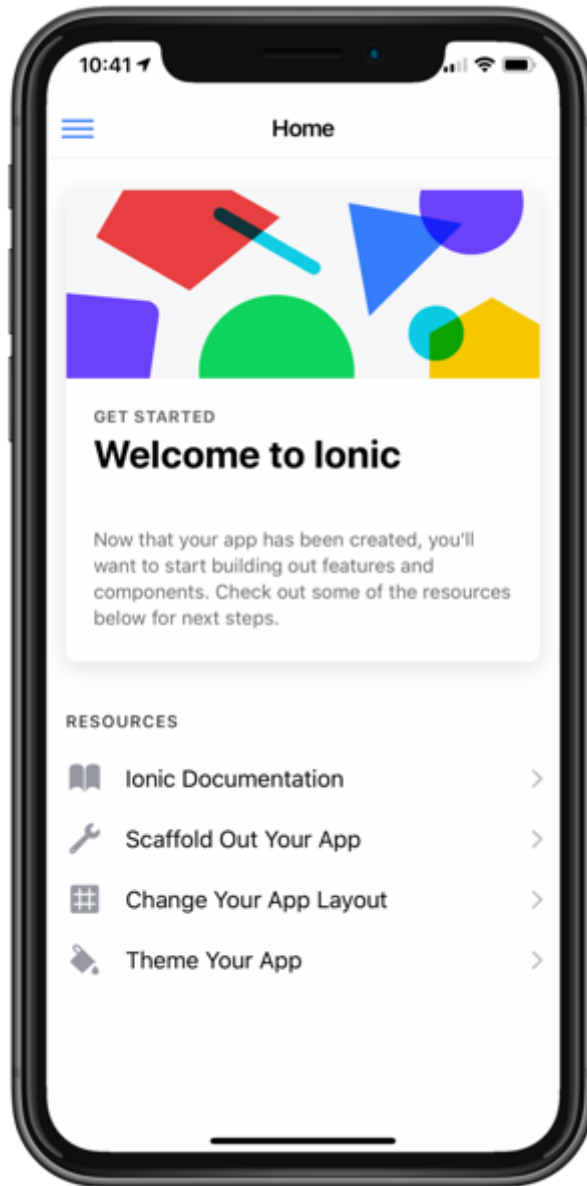 10:41
Home
GET STARTED
Welcome to Ionic
Now that your app has been created, you'll
want to start building out features and
components. Check out some of the resources
below for next steps.
RESOURCES
Ionic Documentation
Scaffold Out Your App
Change Your App Layout
Theme Your App